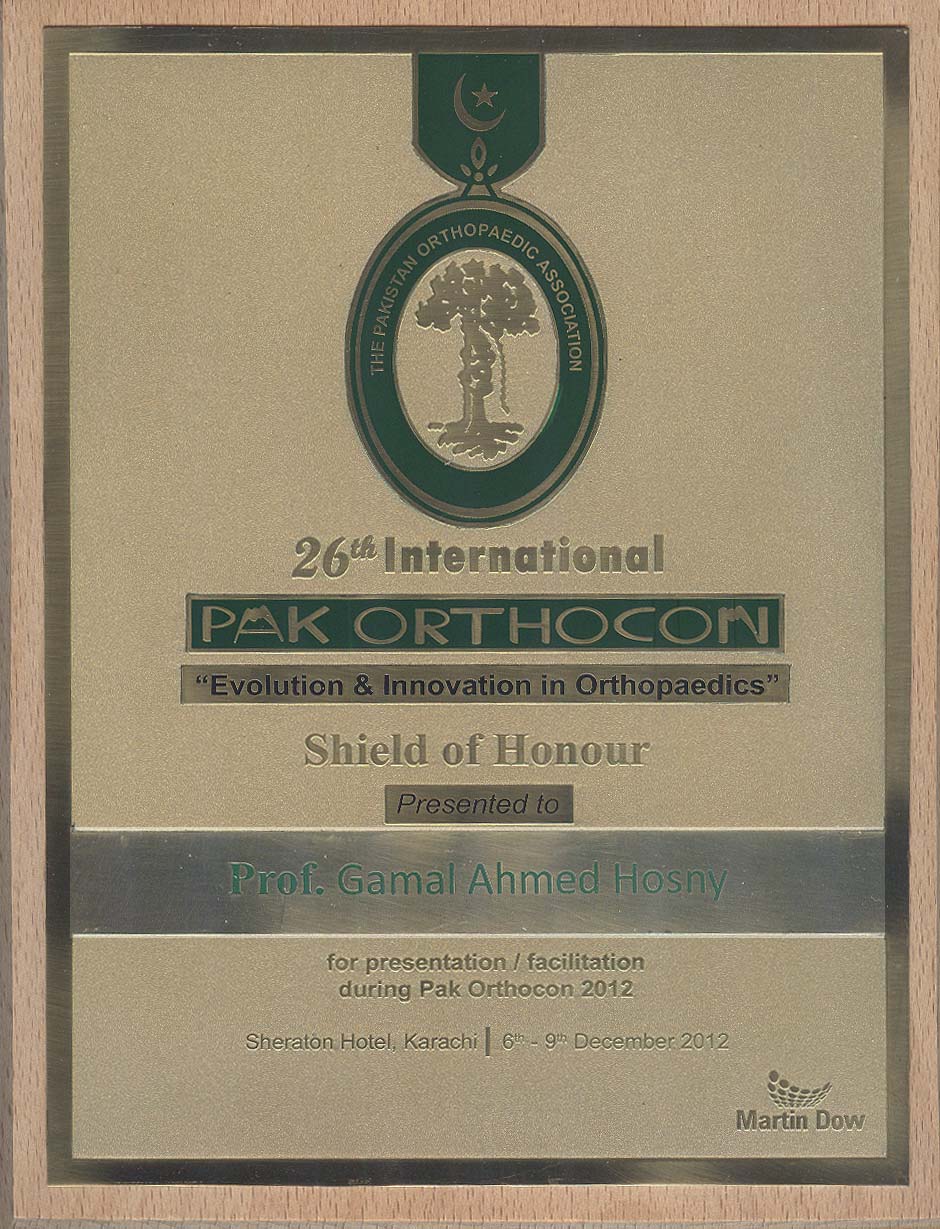 THE PAKISTAN ORTHOPAEDIC ASSOCIATION
26th International
PAK ORTHOCON
“Evolution & Innovation in Orthopaedics”
Shield of Honour
Presented to
Prof. Gamal Ahmed Hosny
for presentation / facilitation
during Pak Orthocon 2012
Sheraton Hotel, Karachi | 6th - 9th December 2012
Martin Dow